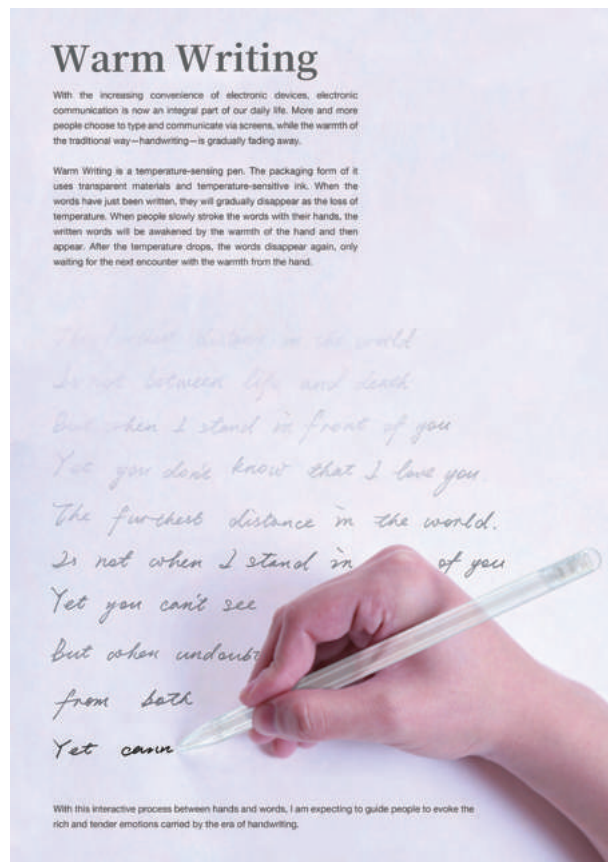 Warm Writing
With the increasing convenience of electronic devices, electronic
communication is now an integral part of our daily life. More and more
people choose to type and communicate via screens, while the warmth of
the traditional way—handwriting—is gradually fading away.
Warm Writing is a temperature-sensing pen. The packaging form of it
uses transparent materials and temperature-sensitive ink. When the
words have just been written, they will gradually disappear as the loss of
temperature. When people slowly stroke the words with their hands, the
written words will be awakened by the warmth of the hand and then
appear. After the temperature drops, the words disappear again, only
waiting for the next encounter with the warmth from the hand.
The furthest distance in the world
Is not between life and death
But when I stand in front of you
Yet you don't know that I love you.
The furthest distance in the world.
Is not when I stand in of you
Yet you can't see
But when undoubt
from both
Yet cann
With this interactive process between hands and words, I am expecting to guide people to evoke the
rich and tender emotions carried by the era of handwriting.